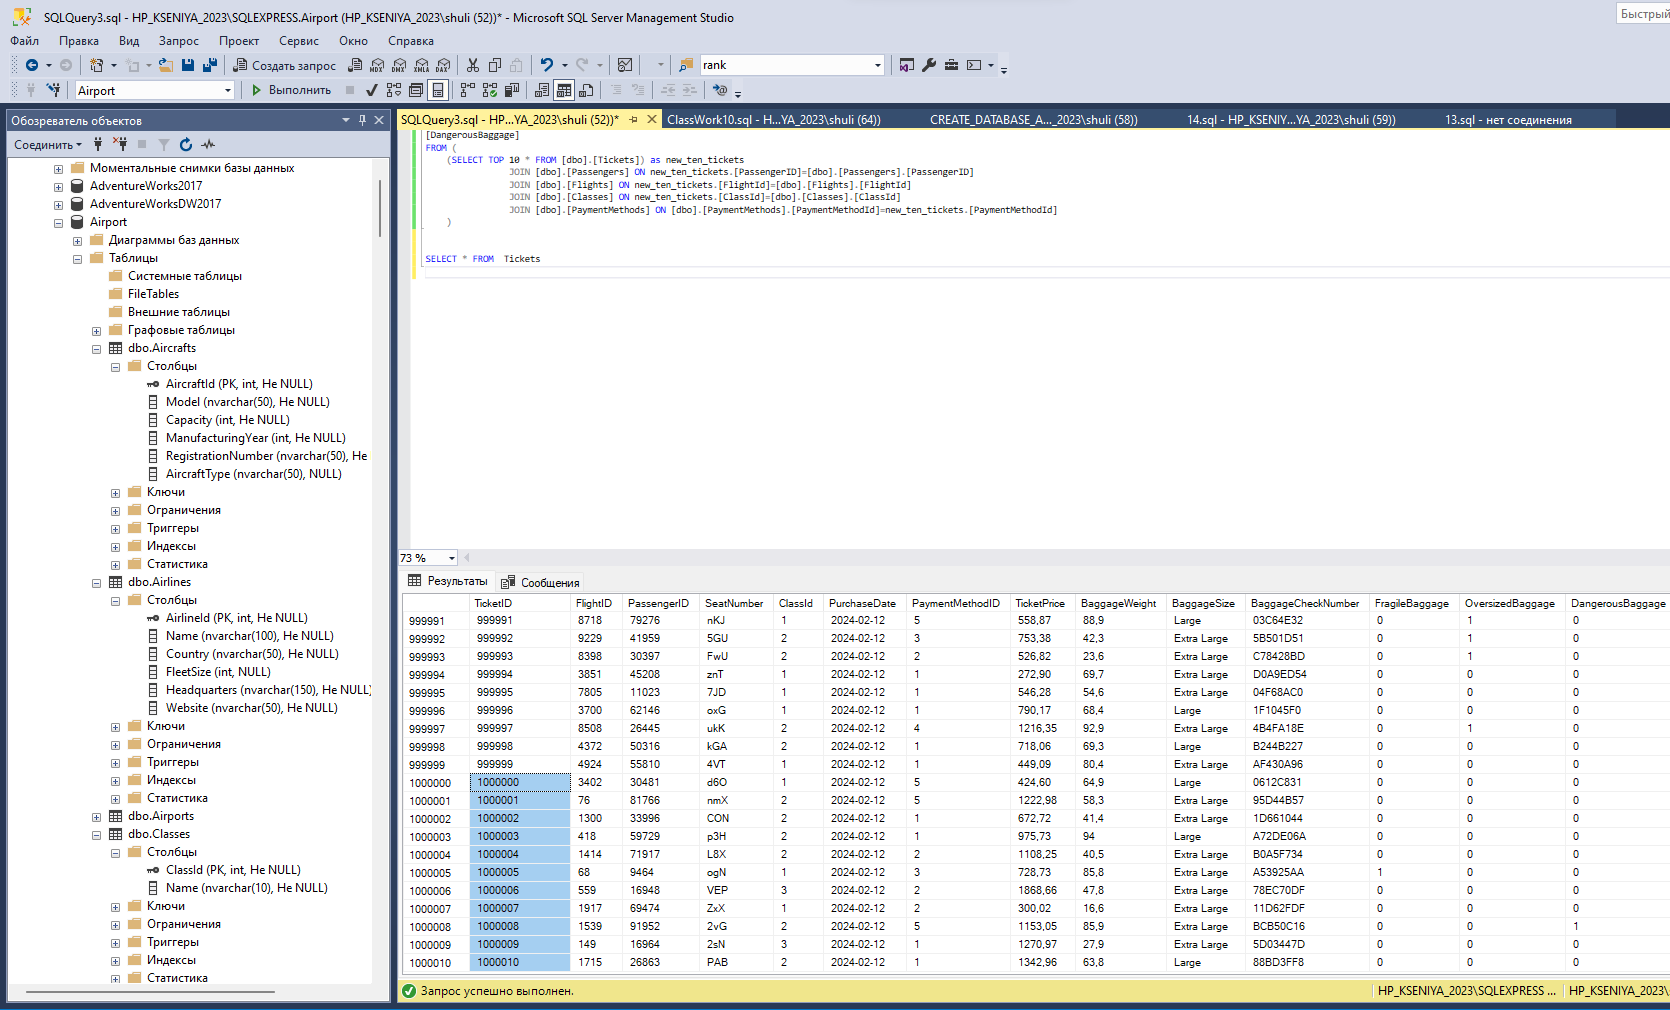 SQLQuery3.sql - HP_KSENIYA_2023\SQLEXPRESS.Airport (HP_KSENIYA_2023\shuli (52))* - Microsoft SQL Server Management Studio
Быстрый
Файл Правка Вид Запрос Проект Сервис Окно Справка
Создать запрос MDX DMX XMLA DAX rank
Airport Выполнить
Обозреватель объектов
Соединить
Моментальные снимки базы данных
AdventureWorks2017
AdventureWorksDW2017
Airport
Диаграммы баз данных
Таблицы
Системные таблицы
FileTables
Внешние таблицы
Графовые таблицы
dbo.Aircrafts
Столбцы
AircraftId (PK, int, Не NULL)
Model (nvarchar(50), Не NULL)
Capacity (int, Не NULL)
ManufacturingYear (int, Не NULL)
RegistrationNumber (nvarchar(50), Не
AircraftType (nvarchar(50), NULL)
Ключи
Ограничения
Триггеры
Индексы
Статистика
dbo.Airlines
Столбцы
AirlineId (PK, int, Не NULL)
Name (nvarchar(100), Не NULL)
Country (nvarchar(50), Не NULL)
FleetSize (int, NULL)
Headquarters (nvarchar(150), Не NULL)
Website (nvarchar(50), Не NULL)
Ключи
Ограничения
Триггеры
Индексы
Статистика
dbo.Airports
dbo.Classes
Столбцы
ClassId (PK, int, Не NULL)
Name (nvarchar(10), Не NULL)
Ключи
Ограничения
Триггеры
Индексы
Статистика
SQLQuery3.sql - HP...YA_2023\shuli (52))* ClassWork10.sql - H...YA_2023\shuli (64)) CREATE_DATABASE_A..._2023\shuli (58)) 14.sql - HP_KSENIY...YA_2023\shuli (59)) 13.sql - нет соединения
[DangerousBaggage]
FROM (
(SELECT TOP 10 * FROM [dbo].[Tickets]) as new_ten_tickets
JOIN [dbo].[Passengers] ON new_ten_tickets.[PassengerID]=[dbo].[Passengers].[PassengerID]
JOIN [dbo].[Flights] ON new_ten_tickets.[FlightId]=[dbo].[Flights].[FlightId]
JOIN [dbo].[Classes] ON new_ten_tickets.[ClassId]=[dbo].[Classes].[ClassId]
JOIN [dbo].[PaymentMethods] ON [dbo].[PaymentMethods].[PaymentMethodId]=new_ten_tickets.[PaymentMethodId]
)
SELECT * FROM Tickets
73 %
Результаты Сообщения
TicketID FlightID PassengerID SeatNumber ClassId PurchaseDate PaymentMethodID TicketPrice BaggageWeight BaggageSize BaggageCheckNumber FragileBaggage OversizedBaggage DangerousBaggage
999991 999991 8718 79276 nKJ 1 2024-02-12 5 558,87 88,9 Large 03C64E32 0 1 0
999992 999992 9229 41959 5GU 2 2024-02-12 3 753,38 42,3 Extra Large 5B501D51 0 1 0
999993 999993 8398 30397 FwU 2 2024-02-12 2 526,82 23,6 Extra Large C78428BD 0 1 0
999994 999994 3851 45208 znT 1 2024-02-12 1 272,90 69,7 Extra Large D0A9ED54 0 0 0
999995 999995 7805 11023 7JD 1 2024-02-12 1 546,28 54,6 Extra Large 04F68AC0 0 0 0
999996 999996 3700 62146 oxG 1 2024-02-12 1 790,17 68,4 Large 1F1045F0 0 0 0
999997 999997 8508 26445 ukK 2 2024-02-12 4 1216,35 92,9 Extra Large 4B4FA18E 0 1 0
999998 999998 4372 50316 kGA 2 2024-02-12 1 718,06 69,3 Large B244B227 0 0 0
999999 999999 4924 55810 4VT 1 2024-02-12 1 449,09 80,4 Extra Large AF430A96 0 0 0
1000000 1000000 3402 30481 d6O 1 2024-02-12 5 424,60 64,9 Large 0612C831 0 0 0
1000001 1000001 76 81766 nmX 2 2024-02-12 5 1222,98 58,3 Extra Large 95D44B57 0 0 0
1000002 1000002 1300 33996 CON 2 2024-02-12 1 672,72 41,4 Extra Large 1D661044 0 0 0
1000003 1000003 418 59729 p3H 2 2024-02-12 1 975,73 94 Large A72DE06A 0 0 0
1000004 1000004 1414 71917 L8X 2 2024-02-12 2 1108,25 40,5 Extra Large B0A5F734 0 0 0
1000005 1000005 68 9464 ogN 1 2024-02-12 3 728,73 85,8 Extra Large A53925AA 1 0 0
1000006 1000006 559 16948 VEP 3 2024-02-12 2 1868,66 47,8 Extra Large 78EC70DF 0 0 0
1000007 1000007 1917 69474 ZxX 1 2024-02-12 2 300,02 16,6 Extra Large 11D62FDF 0 0 0
1000008 1000008 1539 91952 2vG 2 2024-02-12 5 1153,05 85,9 Extra Large BCB50C16 0 0 1
1000009 1000009 149 16964 2sN 3 2024-02-12 1 1270,97 27,9 Extra Large 5D03447D 0 0 0
1000010 1000010 1715 26863 PAB 2 2024-02-12 1 1342,96 63,8 Large 88BD3FF8 0 0 0
Запрос успешно выполнен. HP_KSENIYA_2023\SQLEXPRESS ... HP_KSENIYA_2023\